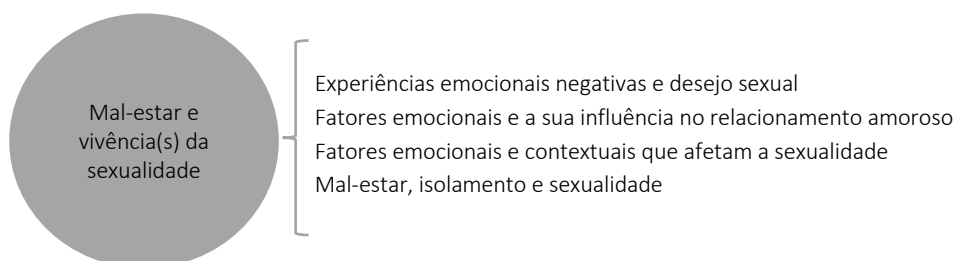 Mal-estar e
vivência(s) da
sexualidade
Experiências emocionais negativas e desejo sexual
Fatores emocionais e a sua influência no relacionamento amoroso
Fatores emocionais e contextuais que afetam a sexualidade
Mal-estar, isolamento e sexualidade